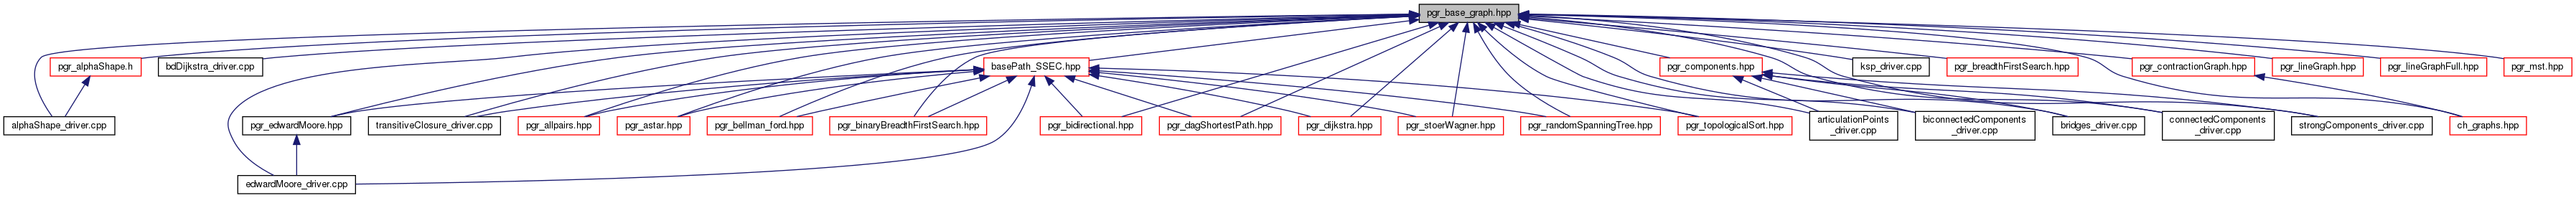 pgr_base_graph.hpp
pgr_alphaShape.h
bdDijkstra_driver.cpp
basePath_SSEC.hpp
pgr_components.hpp
ksp_driver.cpp
pgr_breadthFirstSearch.hpp
pgr_contractionGraph.hpp
pgr_lineGraph.hpp
pgr_lineGraphFull.hpp
pgr_mst.hpp
alphaShape_driver.cpp
pgr_edwardMoore.hpp
transitiveClosure_driver.cpp
pgr_allpairs.hpp
pgr_astar.hpp
pgr_bellman_ford.hpp
pgr_binaryBreadthFirstSearch.hpp
pgr_bidirectional.hpp
pgr_dagShortestPath.hpp
pgr_dijkstra.hpp
pgr_stoerWagner.hpp
pgr_randomSpanningTree.hpp
pgr_topologicalSort.hpp
articulationPoints
_driver.cpp
biconnectedComponents
_driver.cpp
bridges_driver.cpp
connectedComponents
_driver.cpp
strongComponents_driver.cpp
ch_graphs.hpp
edwardMoore_driver.cpp